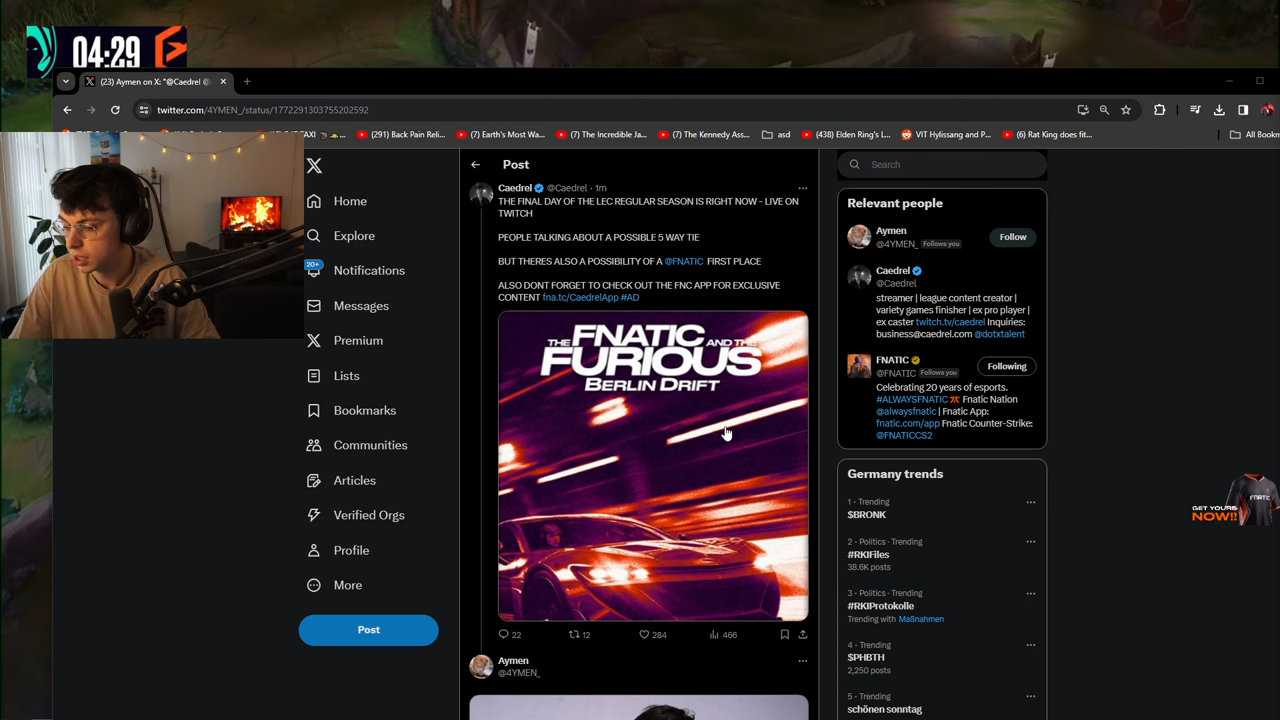 04:29
(23) Aymen on X: "@Caedrel @
twitter.com/4YMEN_/status/1772291303755202592
(291) Back Pain Reli...
(7) Earth's Most Wa...
(7) The Incredible Ja...
(7) The Kennedy Ass...
asd
(438) Elden Ring's L...
VIT Hylissang and P...
(6) Rat King does fit...
All Bookm
Home
Explore
20+
Notifications
Messages
Premium
Lists
Bookmarks
Communities
Articles
Verified Orgs
Profile
More
Post
Post
Caedrel @Caedrel · 1m
THE FINAL DAY OF THE LEC REGULAR SEASON IS RIGHT NOW - LIVE ON
TWITCH
PEOPLE TALKING ABOUT A POSSIBLE 5 WAY TIE
BUT THERES ALSO A POSSIBILITY OF A @FNATIC FIRST PLACE
ALSO DONT FORGET TO CHECK OUT THE FNC APP FOR EXCLUSIVE
CONTENT fna.tc/CaedrelApp #AD
THE FNATIC AND THE
FURIOUS
BERLIN DRIFT
22 12 284 466
Aymen
@4YMEN_
Search
Relevant people
Aymen
@4YMEN_ Follows you
Follow
Caedrel
@Caedrel
streamer | league content creator |
variety games finisher | ex pro player |
ex caster twitch.tv/caedrel Inquiries:
business@caedrel.com @dotxtalent
FNATIC
@FNATIC Follows you
Following
Celebrating 20 years of esports.
#ALWAYSFNATIC Fnatic Nation
@alwaysfnatic | Fnatic App:
fnatic.com/app Fnatic Counter-Strike:
@FNATICCS2
Germany trends
1 · Trending
$BRONK
2 · Politics · Trending
#RKIFiles
38.6K posts
3 · Politics · Trending
#RKIProtokolle
Trending with Maßnahmen
4 · Trending
$PHBTH
2,250 posts
5 · Trending
schönen sonntag
GET YOURS
NOW!!
FNATIC